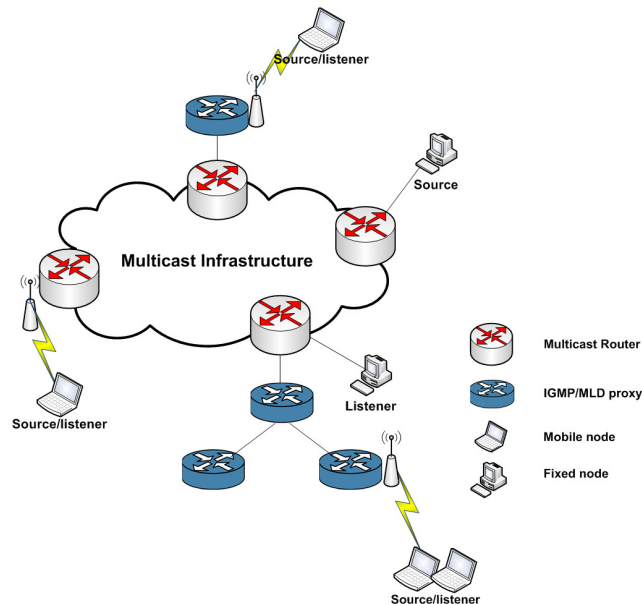 Source/listener
Source
Multicast Infrastructure
Multicast Router
IGMP/MLD proxy
Listener
Source/listener
Mobile node
Fixed node
Source/listener